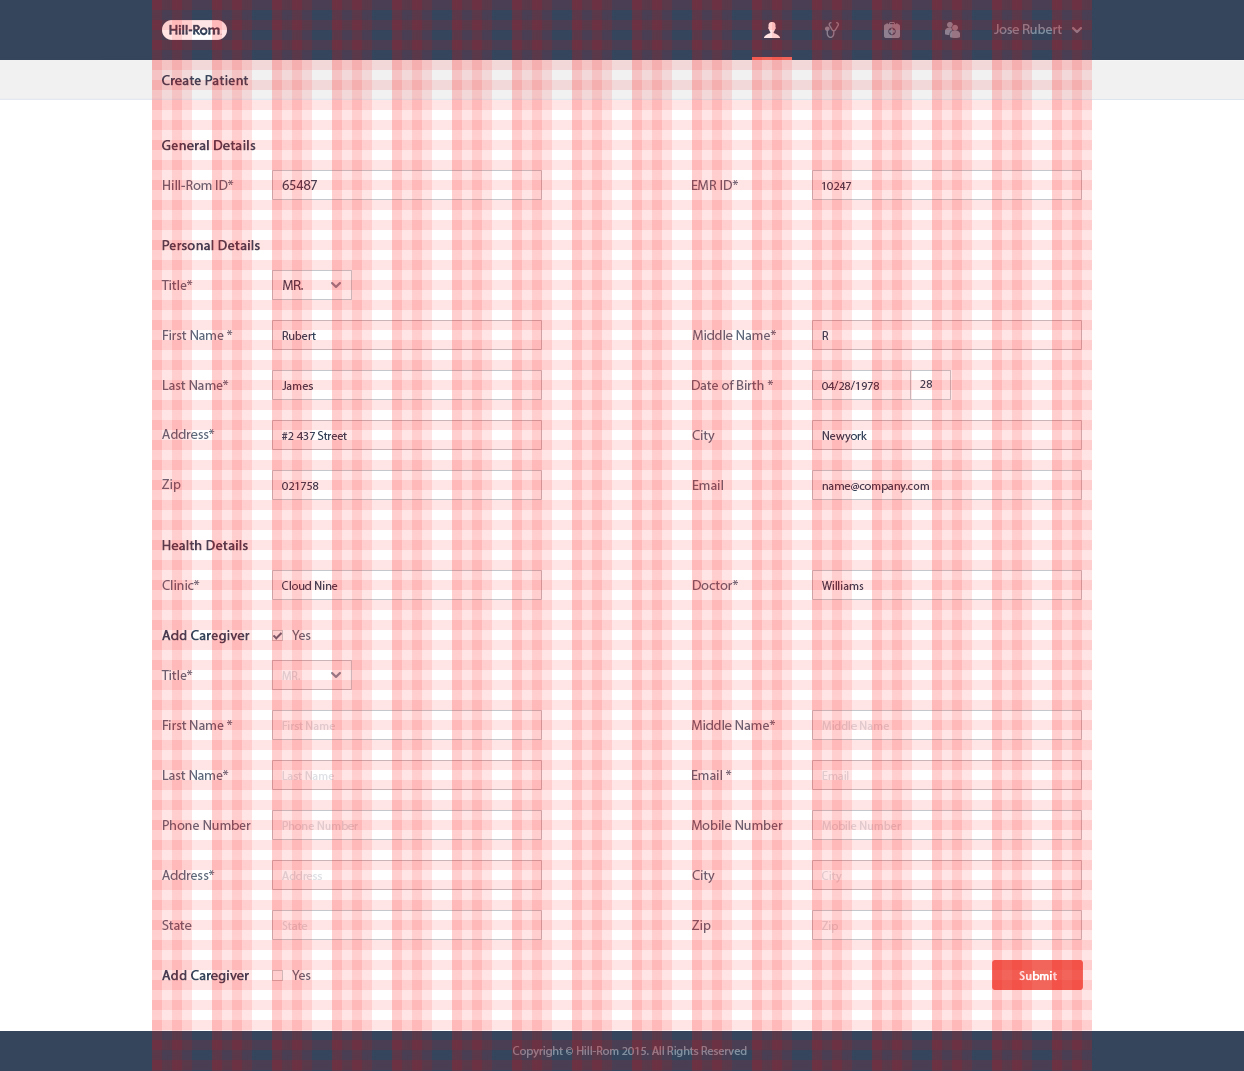 Hill-Rom
Jose Rubert
Create Patient
General Details
Hill-Rom ID* 65487 EMR ID* 10247
Personal Details
Title* MR.
First Name * Rubert Middle Name* R
Last Name* James Date of Birth * 04/28/1978 28
Address* #2 437 Street City Newyork
Zip 021758 Email name@company.com
Health Details
Clinic* Cloud Nine Doctor* Williams
Add Caregiver Yes
Title* MR.
First Name * First Name Middle Name* Middle Name
Last Name* Last Name Email * Email
Phone Number Phone Number Mobile Number Mobile Number
Address* Address City City
State State Zip Zip
Add Caregiver Yes Submit
Copyright © Hill-Rom 2015. All Rights Reserved